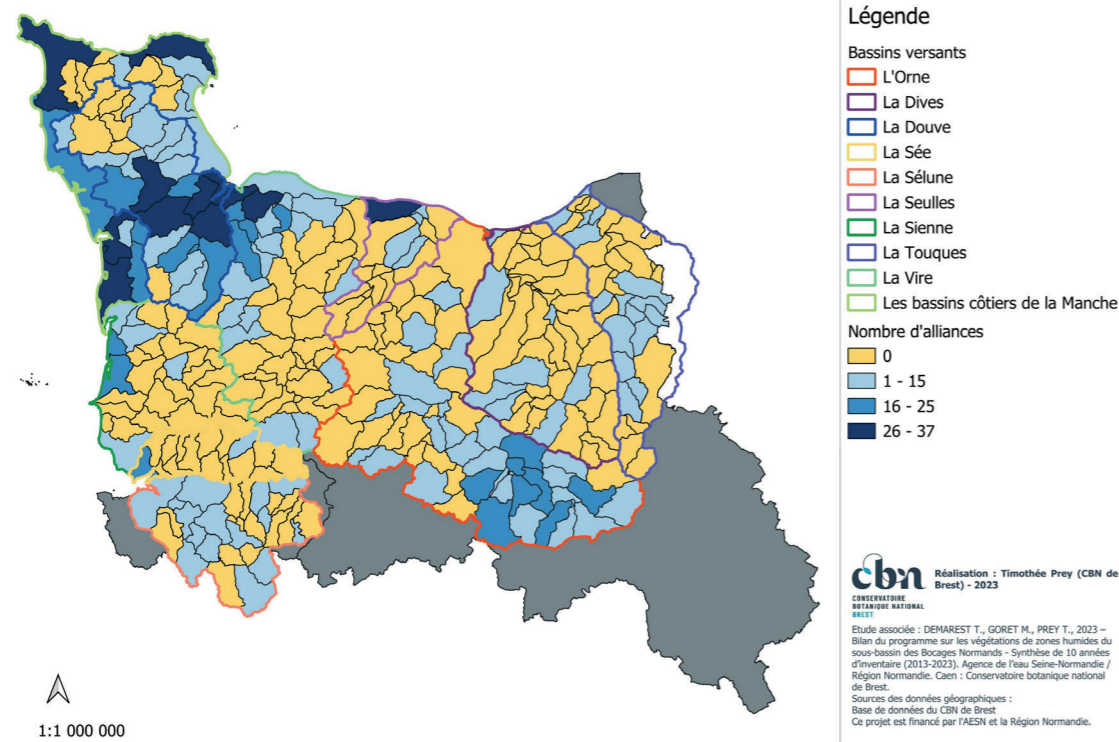 Légende
Bassins versants
L'Orne
La Dives
La Douve
La Sée
La Sélune
La Seulles
La Sienne
La Touques
La Vire
Les bassins côtiers de la Manche
Nombre d'alliances
0
1 - 15
16 - 25
26 - 37
cbn
CONSERVATOIRE
BOTANIQUE NATIONAL
BREST
Réalisation : Timothée Prey (CBN de
Brest) - 2023
Etude associée : DEMAREST T., GORET M., PREY T., 2023 –
Bilan du programme sur les végétations de zones humides du
sous-bassin des Bocages Normands - Synthèse de 10 années
d'inventaire (2013-2023). Agence de l'eau Seine-Normandie /
Région Normandie. Caen : Conservatoire botanique national
de Brest.
Sources des données géographiques :
Base de données du CBN de Brest
Ce projet est financé par l'AESN et la Région Normandie.
1:1 000 000